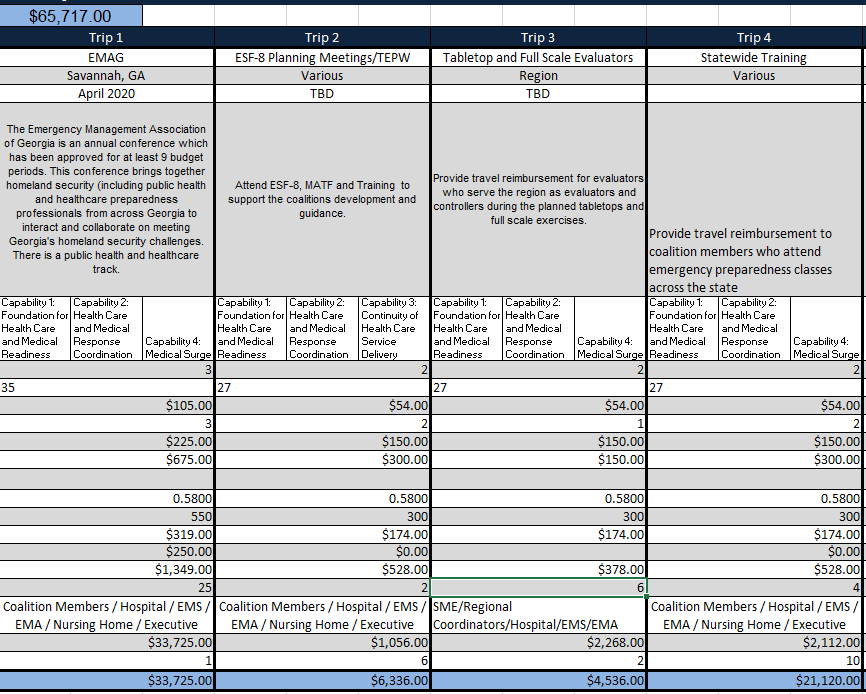 $65,717.00
Trip 1 Trip 2 Trip 3 Trip 4
EMAG ESF-8 Planning Meetings/TEPW Tabletop and Full Scale Evaluators Statewide Training
Savannah, GA Various Region Various
April 2020 TBD TBD
The Emergency Management Association
of Georgia is an annual conference which
has been approved for at least 9 budget
periods. This conference brings together
homeland security (including public health
and healthcare preparedness
professionals from across Georgia to
interact and collaborate on meeting
Georgia's homeland security challenges.
There is a public health and healthcare
track.
Attend ESF-8, MATF and Training to
support the coalitions development and
guidance.
Provide travel reimbursement for evaluators
who serve the region as evaluators and
controllers during the planned tabletops and
full scale exercises.
Provide travel reimbursement to
coalition members who attend
emergency preparedness classes
across the state
Capability 1:
Foundation for
Health Care
and Medical
Readiness
Capability 2:
Health Care
and Medical
Response
Coordination
Capability 4:
Medical Surge
Capability 1:
Foundation for
Health Care
and Medical
Readiness
Capability 2:
Health Care
and Medical
Response
Coordination
Capability 3:
Continuity of
Health Care
Service
Delivery
Capability 1:
Foundation for
Health Care
and Medical
Readiness
Capability 2:
Health Care
and Medical
Response
Coordination
Capability 4:
Medical Surge
Capability 1:
Foundation for
Health Care
and Medical
Readiness
Capability 2:
Health Care
and Medical
Response
Coordination
Capability 4:
Medical Surge
3 2 2 2
35 27 27 27
$105.00 $54.00 $54.00 $54.00
3 2 1 2
$225.00 $150.00 $150.00 $150.00
$675.00 $300.00 $150.00 $300.00
0.5800 0.5800 0.5800 0.5800
550 300 300 300
$319.00 $174.00 $174.00 $174.00
$250.00 $0.00 $0.00
$1,349.00 $528.00 $378.00 $528.00
25 2 6 4
Coalition Members / Hospital / EMS /
EMA / Nursing Home / Executive
Coalition Members / Hospital / EMS /
EMA / Nursing Home / Executive
SME/Regional
Coordinators/Hospital/EMS/EMA
Coalition Members / Hospital / EMS /
EMA / Nursing Home / Executive
$33,725.00 $1,056.00 $2,268.00 $2,112.00
1 6 2 10
$33,725.00 $6,336.00 $4,536.00 $21,120.00